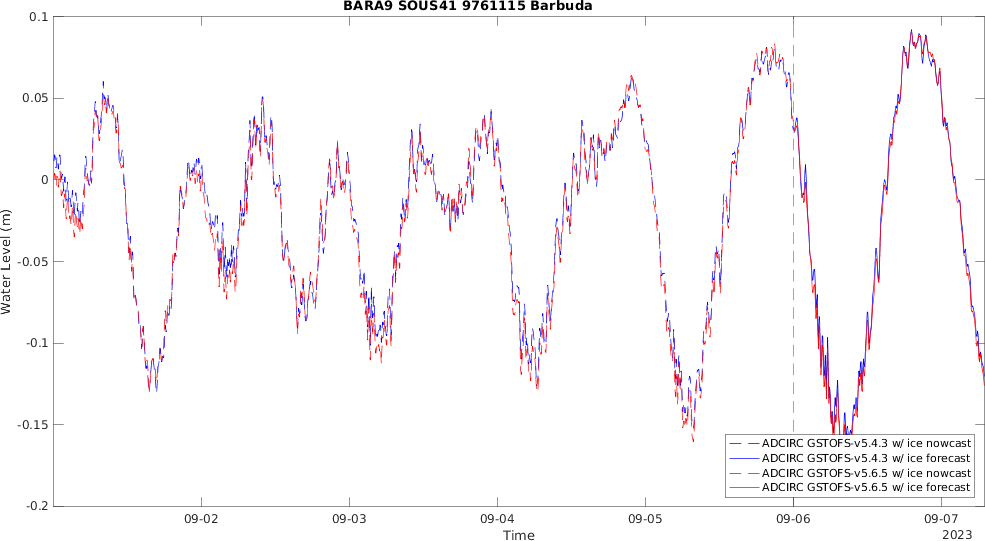 BARA9 SOUS41 9761115 Barbuda
Water Level (m)
0.1
0.05
0
-0.05
-0.1
-0.15
-0.2
09-02
09-03
09-04
09-05
09-06
09-07
Time
2023
ADCIRC GSTOFS-v5.4.3 w/ ice nowcast
ADCIRC GSTOFS-v5.4.3 w/ ice forecast
ADCIRC GSTOFS-v5.6.5 w/ ice nowcast
ADCIRC GSTOFS-v5.6.5 w/ ice forecast